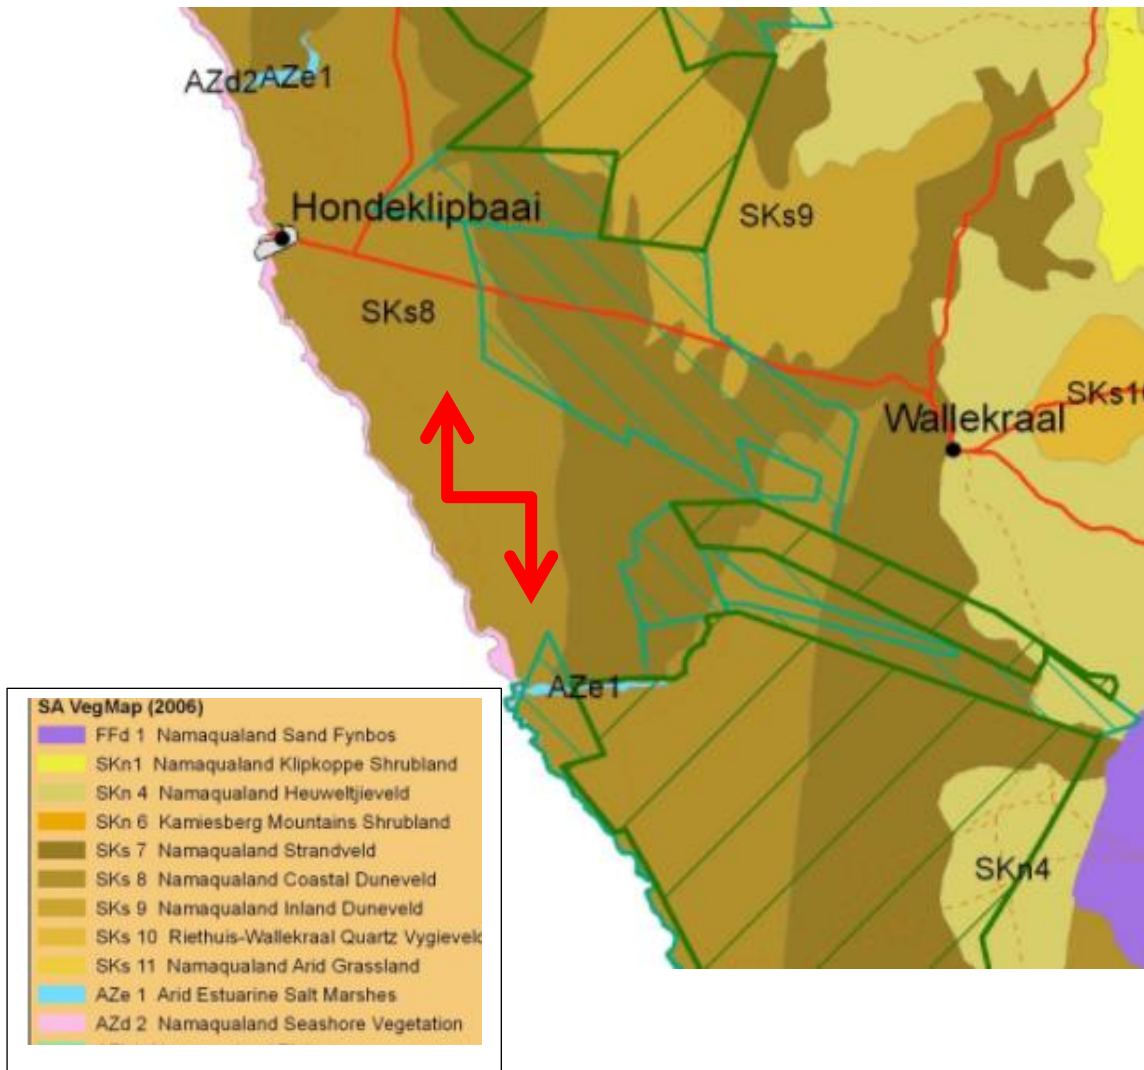 AZd2 AZe1
Hondeklipbaai
SKs9
SKs8
SKs10
Wallekraal
AZe1
SKn4
SA VegMap (2006)
FFd 1 Namaqualand Sand Fynbos
SKn1 Namaqualand Klipkoppe Shrubland
SKn 4 Namaqualand Heuweltjieveld
SKn 6 Kamiesberg Mountains Shrubland
SKs 7 Namaqualand Strandveld
SKs 8 Namaqualand Coastal Duneveld
SKs 9 Namaqualand Inland Duneveld
SKs 10 Riethuis-Wallekraal Quartz Vygieveld
SKs 11 Namaqualand Arid Grassland
AZe 1 Arid Estuarine Salt Marshes
AZd 2 Namaqualand Seashore Vegetation